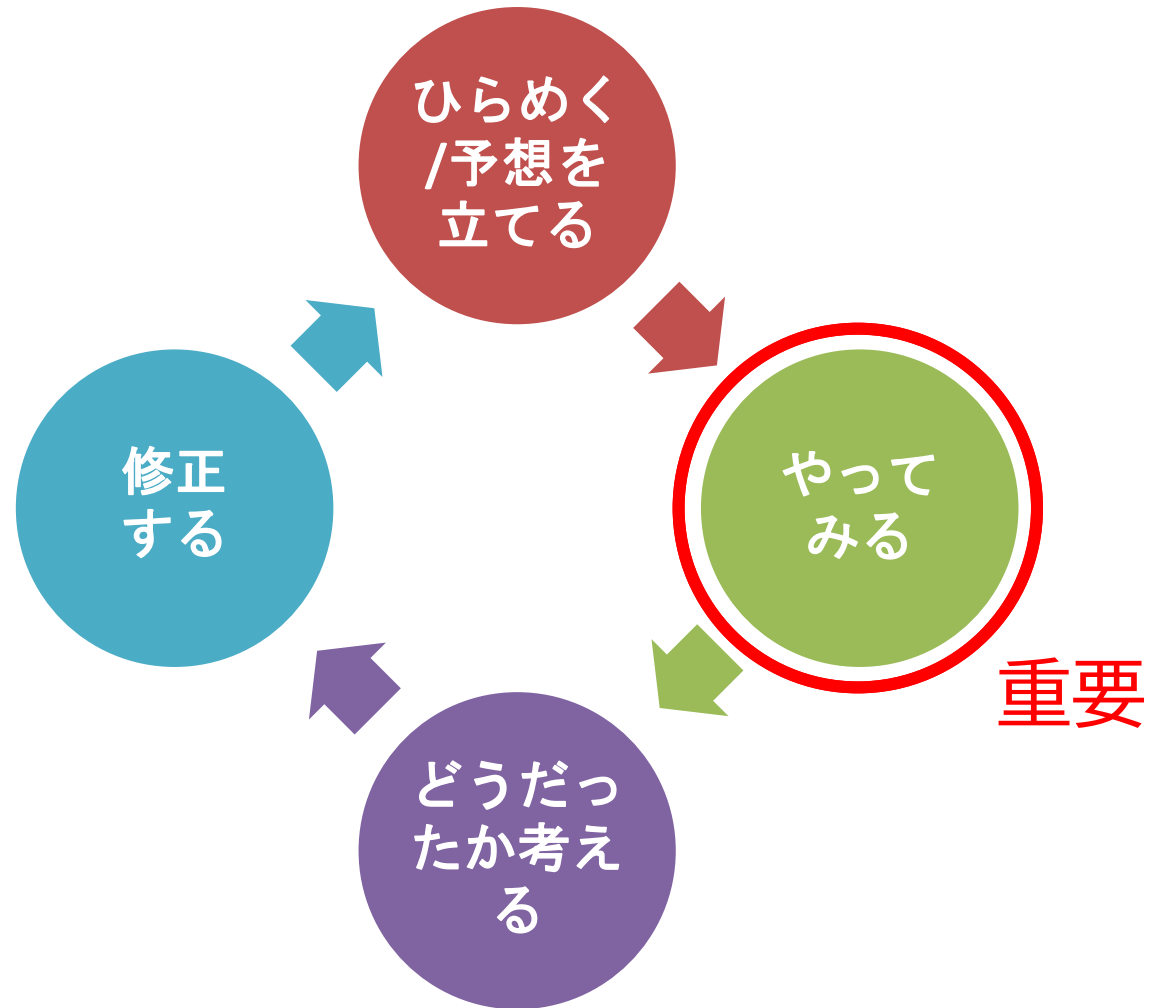 ひらめく
/予想を
立てる
やって
みる
重要
どうだっ
たか考え
る
修正
する